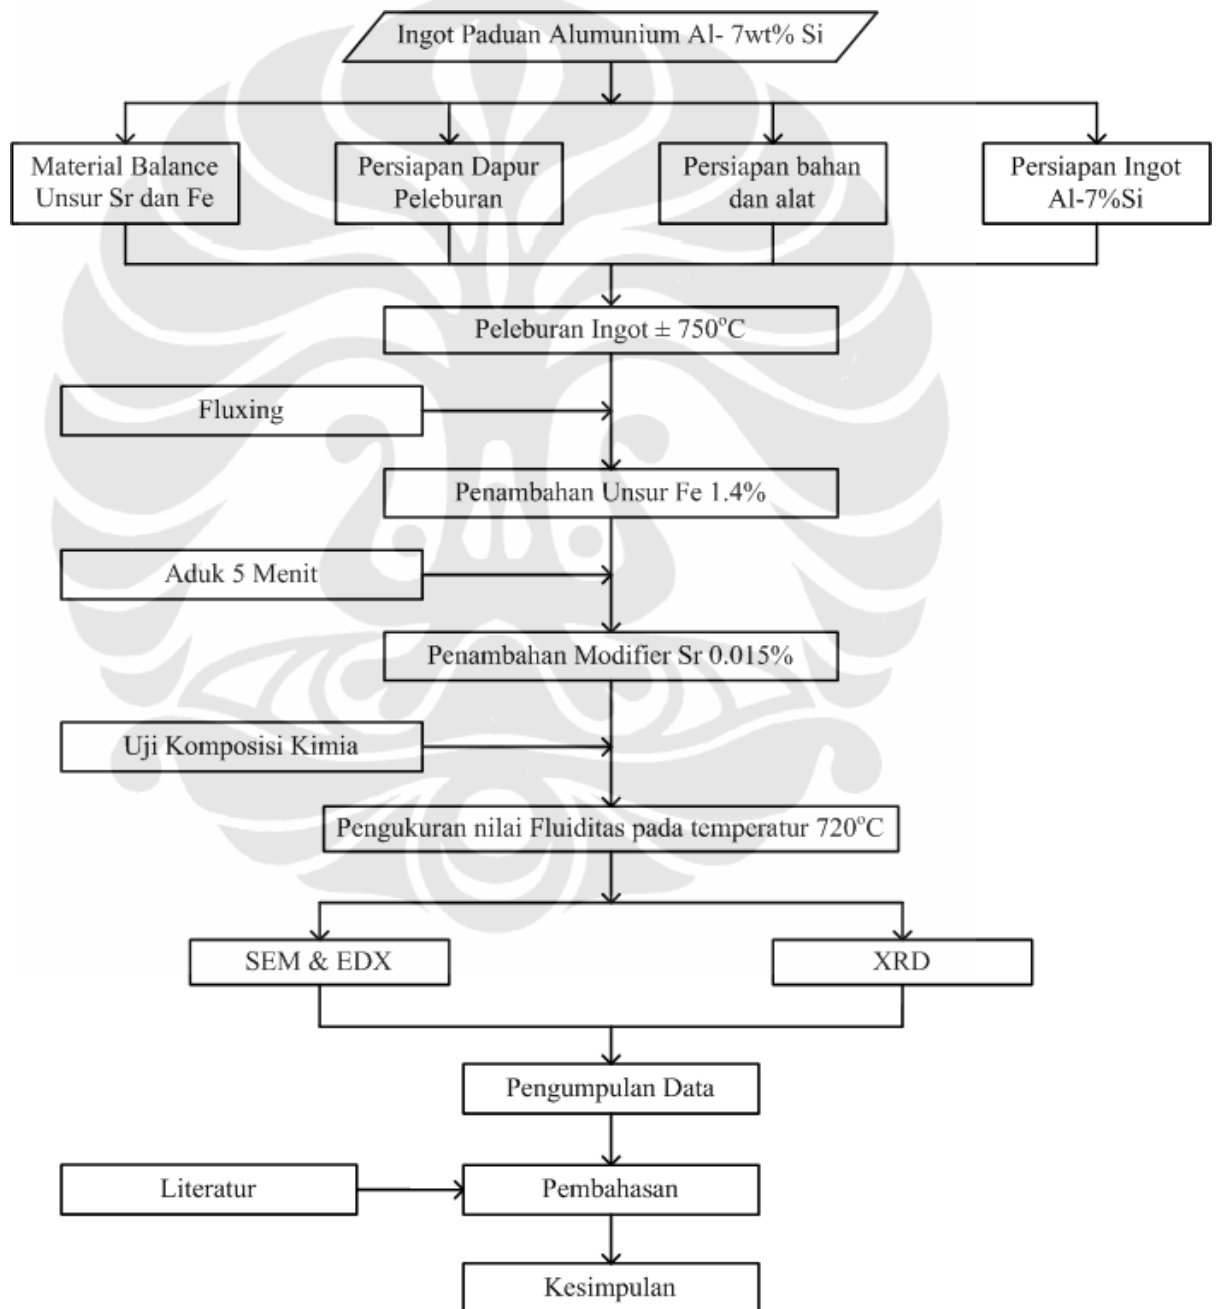 Ingot Paduan Alumunium Al- 7wt% Si
Material Balance
Unsur Sr dan Fe
Persiapan Dapur
Peleburan
Persiapan bahan
dan alat
Persiapan Ingot
Al-7%Si
Peleburan Ingot ± 750°C
Fluxing
Penambahan Unsur Fe 1.4%
Aduk 5 Menit
Penambahan Modifier Sr 0.015%
Uji Komposisi Kimia
Pengukuran nilai Fluiditas pada temperatur 720°C
SEM & EDX
XRD
Pengumpulan Data
Literatur
Pembahasan
Kesimpulan